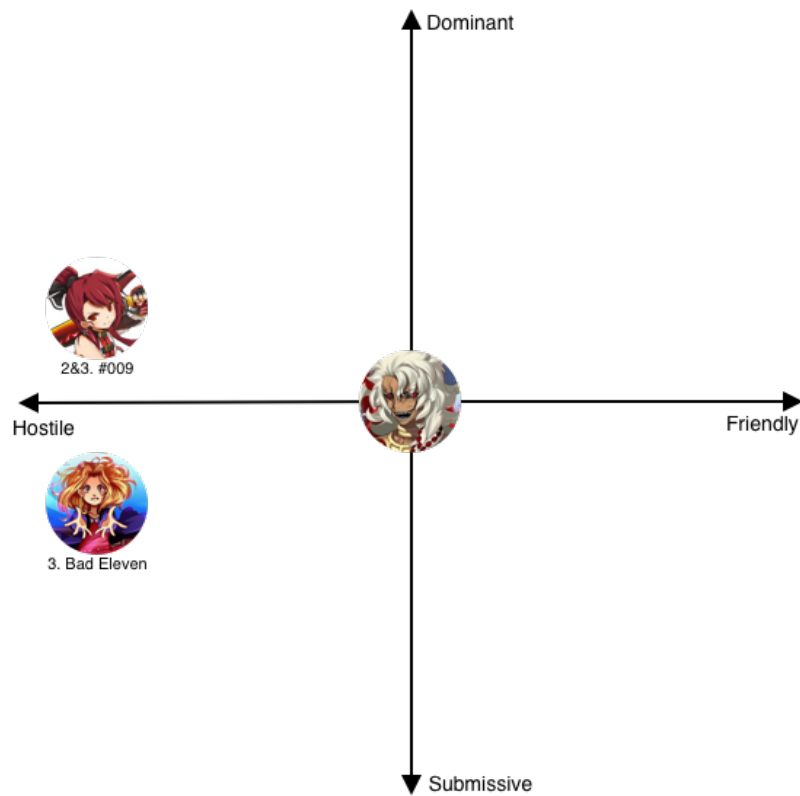 Dominant
2&3. #009
Hostile
Friendly
3. Bad Eleven
Submissive